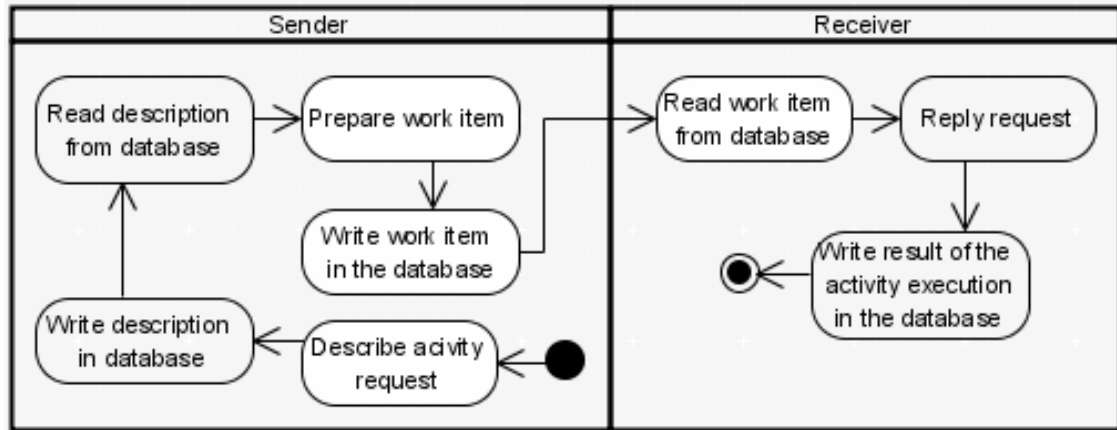 Sender
Receiver
Read description
from database
Prepare work item
Write work item
in the database
Write description
in database
Describe acivity
request
Read work item
from database
Reply request
Write result of the
activity execution
in the database